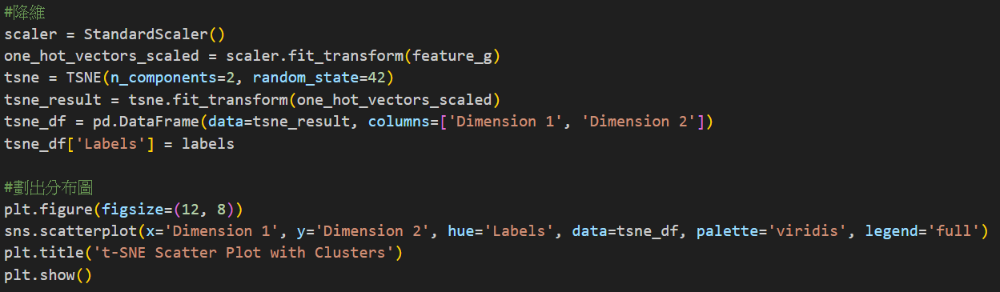 #降維
scaler = StandardScaler()
one_hot_vectors_scaled = scaler.fit_transform(feature_g)
tsne = TSNE(n_components=2, random_state=42)
tsne_result = tsne.fit_transform(one_hot_vectors_scaled)
tsne_df = pd.DataFrame(data=tsne_result, columns=['Dimension 1', 'Dimension 2'])
tsne_df['Labels'] = labels
#劃出分布圖
plt.figure(figsize=(12, 8))
sns.scatterplot(x='Dimension 1', y='Dimension 2', hue='Labels', data=tsne_df, palette='viridis', legend='full')
plt.title('t-SNE Scatter Plot with Clusters')
plt.show()